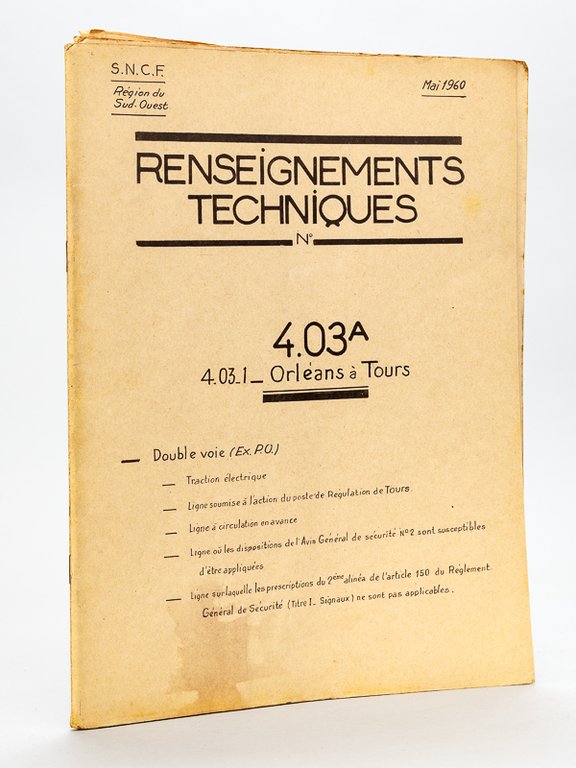 S.N.C.F.
Région du
Sud-Ouest
Mai 1960
RENSEIGNEMENTS
TECHNIQUES
N°
4.03A
4.03_1_ Orléans à Tours
— Double voie (Ex. P.O.)
— Traction électrique
— Ligne soumise à l'action du poste de Régulation de Tours.
— Ligne à circulation en avance
— Ligne où les dispositions de l'Avis Général de sécurité N°2 sont susceptibles
d'être appliquées
— Ligne sur laquelle les prescriptions du 2ème alinéa de l'article 150 du Réglement
Général de Sécurité (Titre I_ Signaux) ne sont pas applicables.